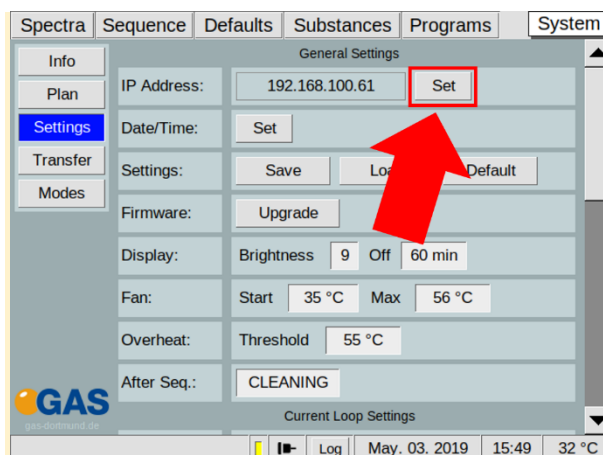 Spectra Sequence Defaults Substances Programs System
Info
Plan
Settings
Transfer
Modes
General Settings
IP Address: 192.168.100.61 Set
Date/Time: Set
Settings: Save Default
Firmware: Upgrade
Display: Brightness 9 Off 60 min
Fan: Start 35 °C Max 56 °C
Overheat: Threshold 55 °C
After Seq.: CLEANING
GAS
gas-dortmund.de
Current Loop Settings
Log May. 03. 2019 15:49 32 °C